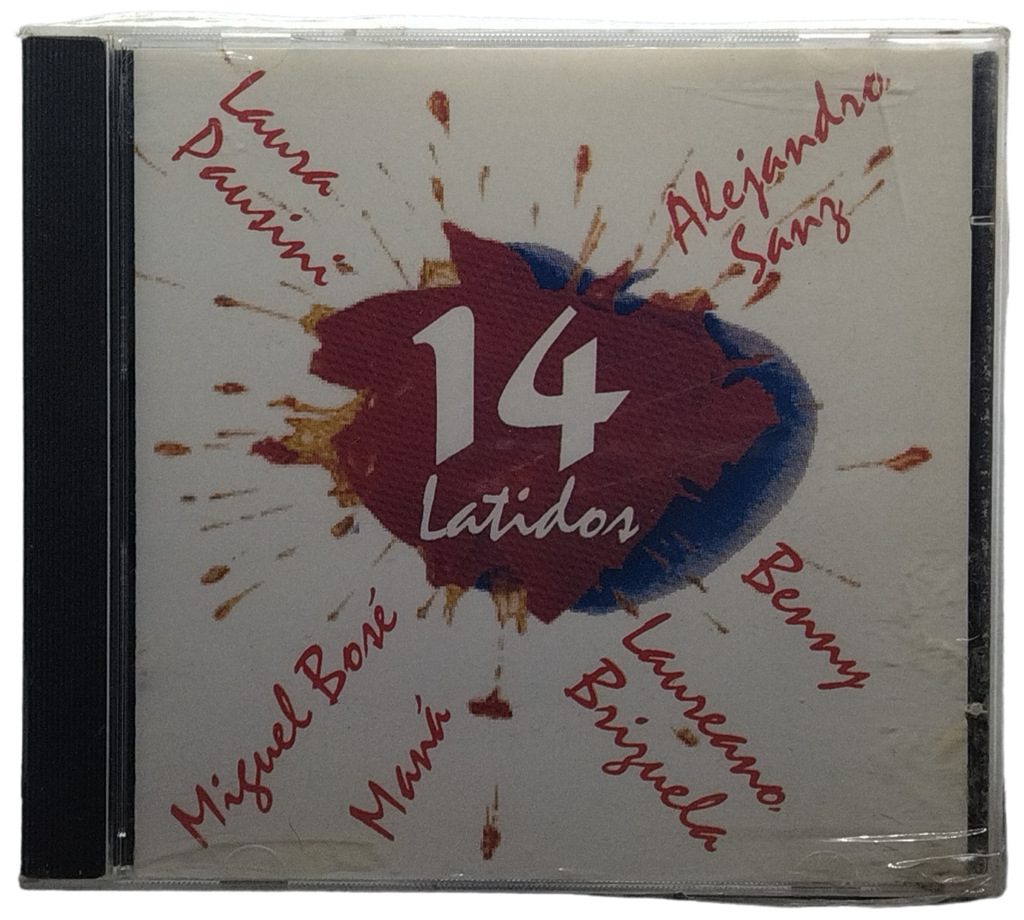 Laura
Pausini
Alejandro
Sanz
14
Latidos
Miguel Bosé
Maná
Laureano
Brizuela
Benny